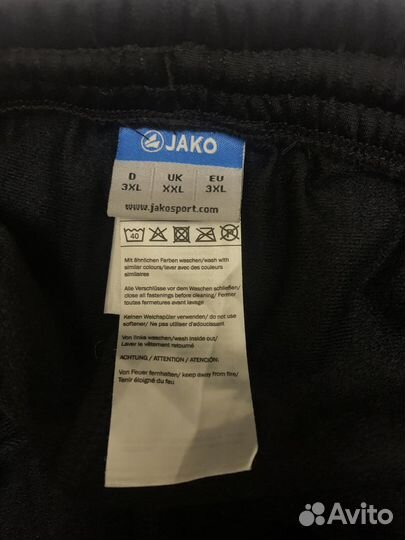 JAKO
D UK EU
3XL XXL 3XL
www.jakosport.com
40
Mit ähnlichen Farben waschen/wash with
similar colours/laver avec des couleurs
similaires
Alle Verschlüsse vor dem Waschen schließen/
close all fastenings before cleaning/ Fermer
toutes fermetures avant lavage
Keinen Weichspüler verwenden/ do not use
softener/ Ne pas utiliser d'adoucissant
Von links waschen/wash inside out/
Laver le vêtement retourné
ACHTUNG / ATTENTION / ATENCIÓN:
Von Feuer fernhalten/ keep away from fire/
Tenir éloigné du feu
Avito